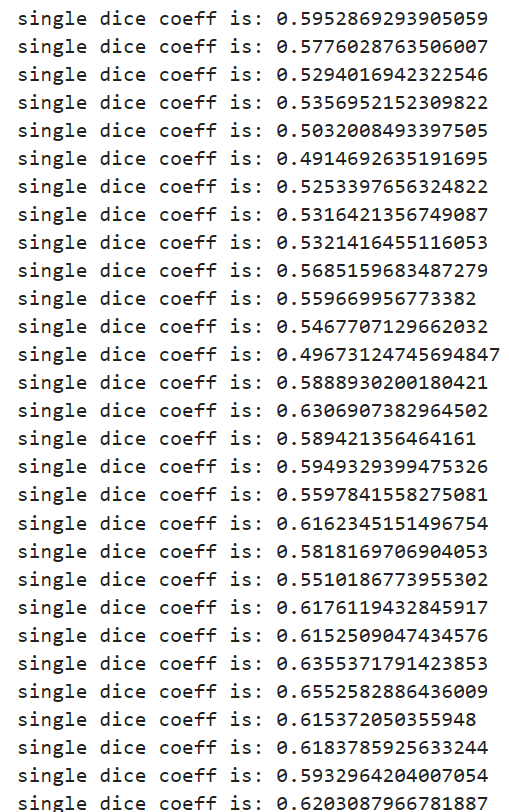 single dice coeff is: 0.5952869293905059
single dice coeff is: 0.5776028763506007
single dice coeff is: 0.5294016942322546
single dice coeff is: 0.5356952152309822
single dice coeff is: 0.5032008493397505
single dice coeff is: 0.4914692635191695
single dice coeff is: 0.5253397656324822
single dice coeff is: 0.5316421356749087
single dice coeff is: 0.5321416455116053
single dice coeff is: 0.5685159683487279
single dice coeff is: 0.559669956773382
single dice coeff is: 0.5467707129662032
single dice coeff is: 0.49673124745694847
single dice coeff is: 0.5888930200180421
single dice coeff is: 0.6306907382964502
single dice coeff is: 0.589421356464161
single dice coeff is: 0.5949329399475326
single dice coeff is: 0.5597841558275081
single dice coeff is: 0.6162345151496754
single dice coeff is: 0.5818169706904053
single dice coeff is: 0.5510186773955302
single dice coeff is: 0.6176119432845917
single dice coeff is: 0.6152509047434576
single dice coeff is: 0.6355371791423853
single dice coeff is: 0.6552582886436009
single dice coeff is: 0.615372050355948
single dice coeff is: 0.6183785925633244
single dice coeff is: 0.5932964204007054
single dice coeff is: 0.6203087966781887